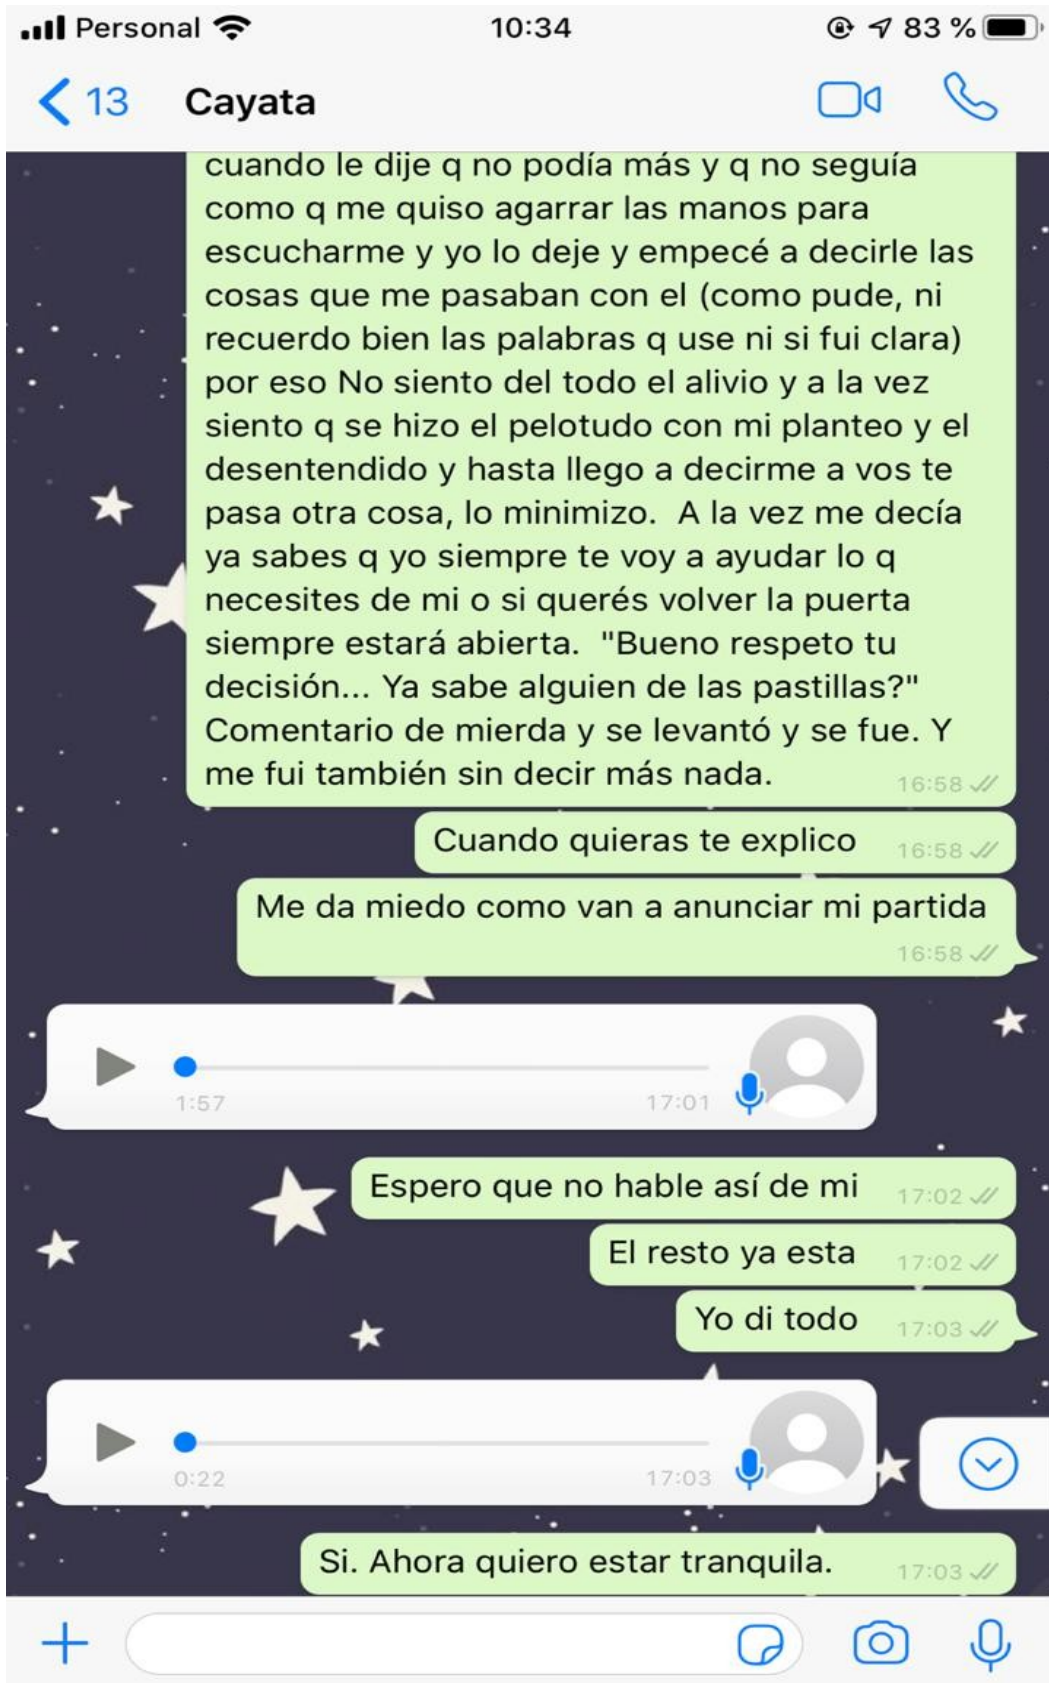 Personal 10:34 83 %
13 Cayata
cuando le dije q no podía más y q no seguía
como q me quiso agarrar las manos para
escucharme y yo lo deje y empecé a decirle las
cosas que me pasaban con el (como pude, ni
recuerdo bien las palabras q use ni si fui clara)
por eso No siento del todo el alivio y a la vez
siento q se hizo el pelotudo con mi planteo y el
desentendido y hasta llego a decirme a vos te
pasa otra cosa, lo minimizo.  A la vez me decía
ya sabes q yo siempre te voy a ayudar lo q
necesites de mi o si querés volver la puerta
siempre estará abierta.  "Bueno respeto tu
decisión... Ya sabe alguien de las pastillas?"
Comentario de mierda y se levantó y se fue. Y
me fui también sin decir más nada. 16:58
Cuando quieras te explico 16:58
Me da miedo como van a anunciar mi partida
16:58
1:57 17:01
Espero que no hable así de mi 17:02
El resto ya esta 17:02
Yo di todo 17:03
0:22 17:03
Si. Ahora quiero estar tranquila. 17:03